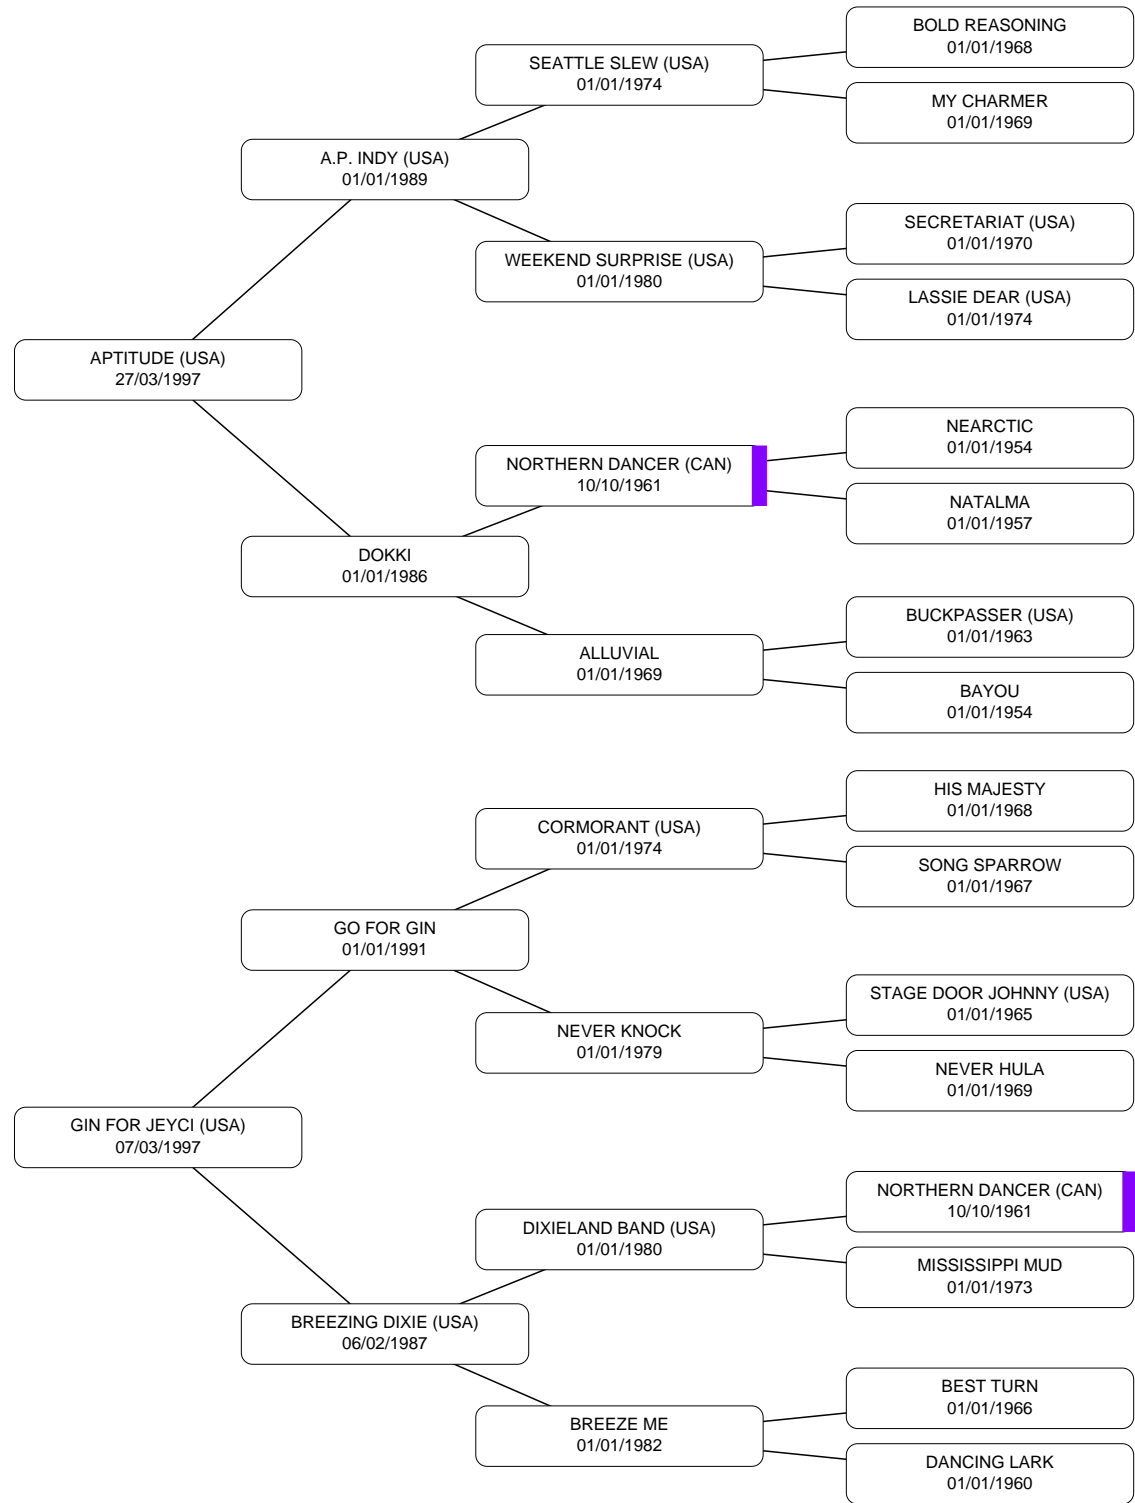 BOLD REASONING
01/01/1968
SEATTLE SLEW (USA)
01/01/1974
MY CHARMER
01/01/1969
A.P. INDY (USA)
01/01/1989
SECRETARIAT (USA)
01/01/1970
WEEKEND SURPRISE (USA)
01/01/1980
LASSIE DEAR (USA)
01/01/1974
APTITUDE (USA)
27/03/1997
NEARCTIC
01/01/1954
NORTHERN DANCER (CAN)
10/10/1961
NATALMA
01/01/1957
DOKKI
01/01/1986
BUCKPASSER (USA)
01/01/1963
ALLUVIAL
01/01/1969
BAYOU
01/01/1954
HIS MAJESTY
01/01/1968
CORMORANT (USA)
01/01/1974
SONG SPARROW
01/01/1967
GO FOR GIN
01/01/1991
STAGE DOOR JOHNNY (USA)
01/01/1965
NEVER KNOCK
01/01/1979
NEVER HULA
01/01/1969
GIN FOR JEYCI (USA)
07/03/1997
NORTHERN DANCER (CAN)
10/10/1961
DIXIELAND BAND (USA)
01/01/1980
MISSISSIPPI MUD
01/01/1973
BREEZING DIXIE (USA)
06/02/1987
BEST TURN
01/01/1966
BREEZE ME
01/01/1982
DANCING LARK
01/01/1960